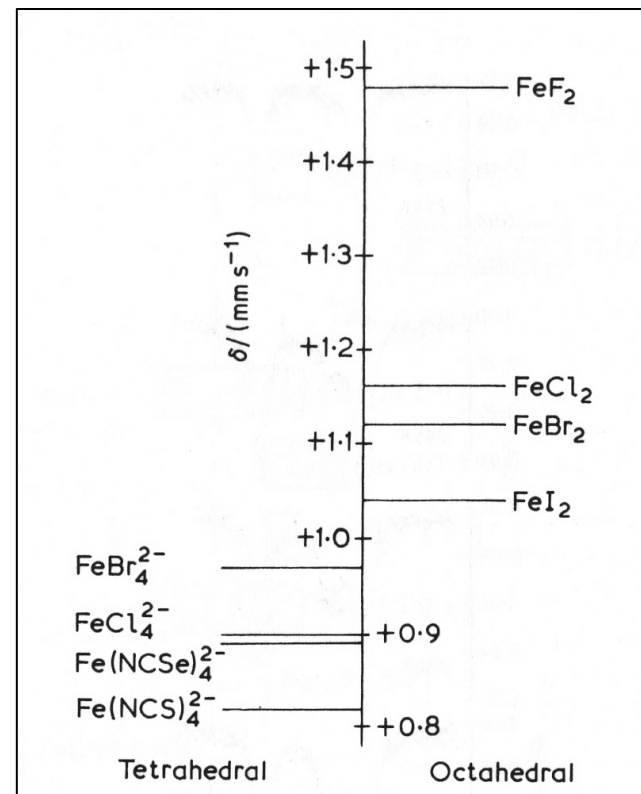 +1·5
FeF₂
+1·4
+1·3
δ/(mm s⁻¹)
+1·2
FeCl₂
FeBr₂
+1·1
FeI₂
+1·0
FeBr₄²⁻
FeCl₄²⁻
+0·9
Fe(NCSe)₄²⁻
Fe(NCS)₄²⁻
+0·8
Tetrahedral
Octahedral